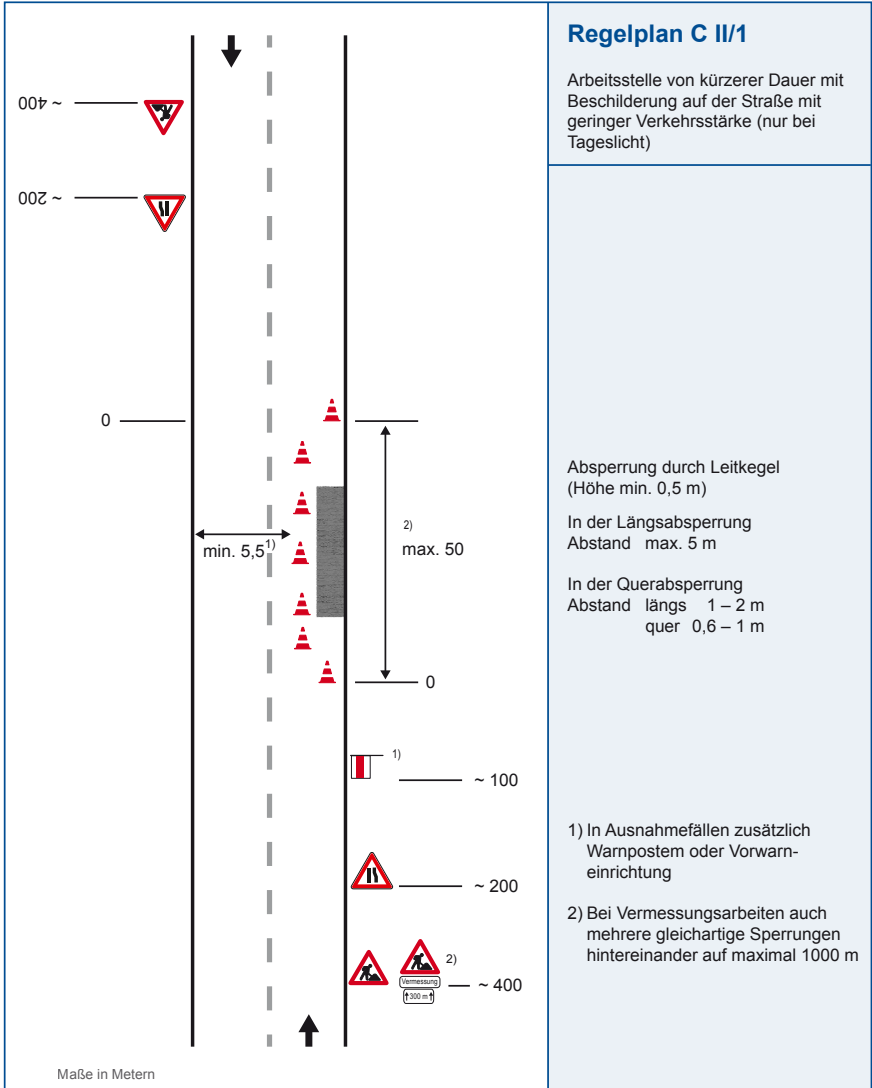 Regelplan C II/1
Arbeitsstelle von kürzerer Dauer mit
Beschilderung auf der Straße mit
geringer Verkehrsstärke (nur bei
Tageslicht)
~ 400
~ 200
0
Absperrung durch Leitkegel
(Höhe min. 0,5 m)
In der Längsabsperrung
Abstand max. 5 m
In der Querabsperrung
Abstand längs 1 – 2 m
quer 0,6 – 1 m
min. 5,5 1)
2)
max. 50
0
1)
~ 100
~ 200
2)
Vermessung
300 m
~ 400
1) In Ausnahmefällen zusätzlich
Warnpostem oder Vorwarn-
einrichtung
2) Bei Vermessungsarbeiten auch
mehrere gleichartige Sperrungen
hintereinander auf maximal 1000 m
Maße in Metern